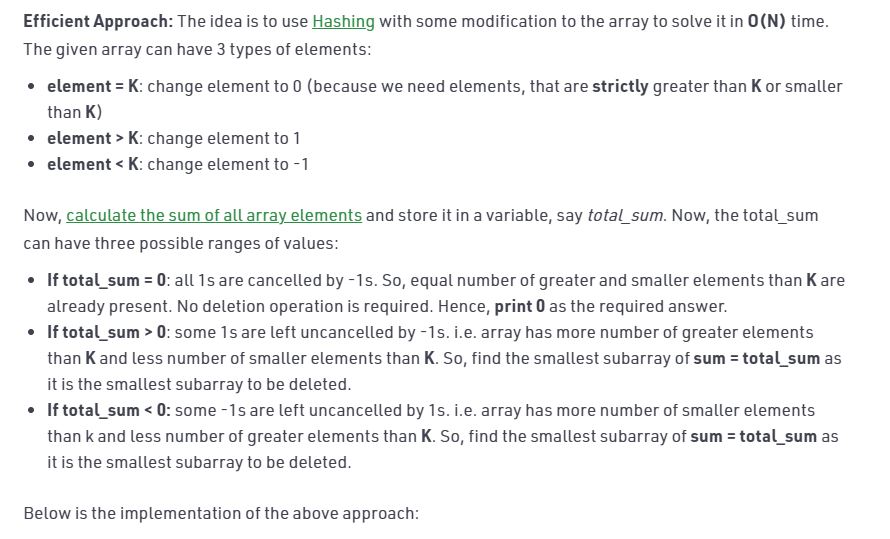 Efficient Approach: The idea is to use Hashing with some modification to the array to solve it in O(N) time.
The given array can have 3 types of elements:
• element = K: change element to 0 (because we need elements, that are strictly greater than K or smaller
than K)
• element > K: change element to 1
• element < K: change element to -1
Now, calculate the sum of all array elements and store it in a variable, say total_sum. Now, the total_sum
can have three possible ranges of values:
• If total_sum = 0: all 1s are cancelled by -1s. So, equal number of greater and smaller elements than K are
already present. No deletion operation is required. Hence, print 0 as the required answer.
• If total_sum > 0: some 1s are left uncancelled by -1s. i.e. array has more number of greater elements
than K and less number of smaller elements than K. So, find the smallest subarray of sum = total_sum as
it is the smallest subarray to be deleted.
• If total_sum < 0: some -1s are left uncancelled by 1s. i.e. array has more number of smaller elements
than k and less number of greater elements than K. So, find the smallest subarray of sum = total_sum as
it is the smallest subarray to be deleted.
Below is the implementation of the above approach: